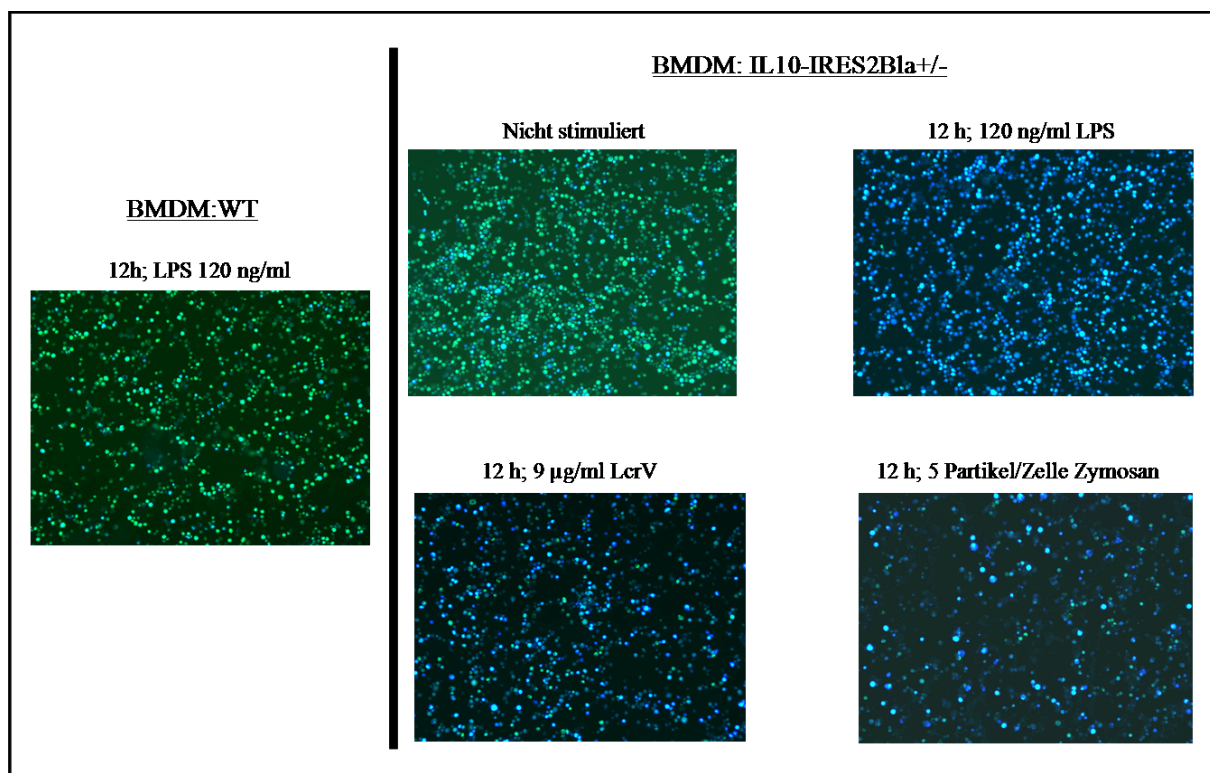 BMDM: IL10-IRES2Bla+/-
Nicht stimuliert
12 h; 120 ng/ml LPS
BMDM:WT
12h; LPS 120 ng/ml
12 h; 9 µg/ml LcrV
12 h; 5 Partikel/Zelle Zymosan